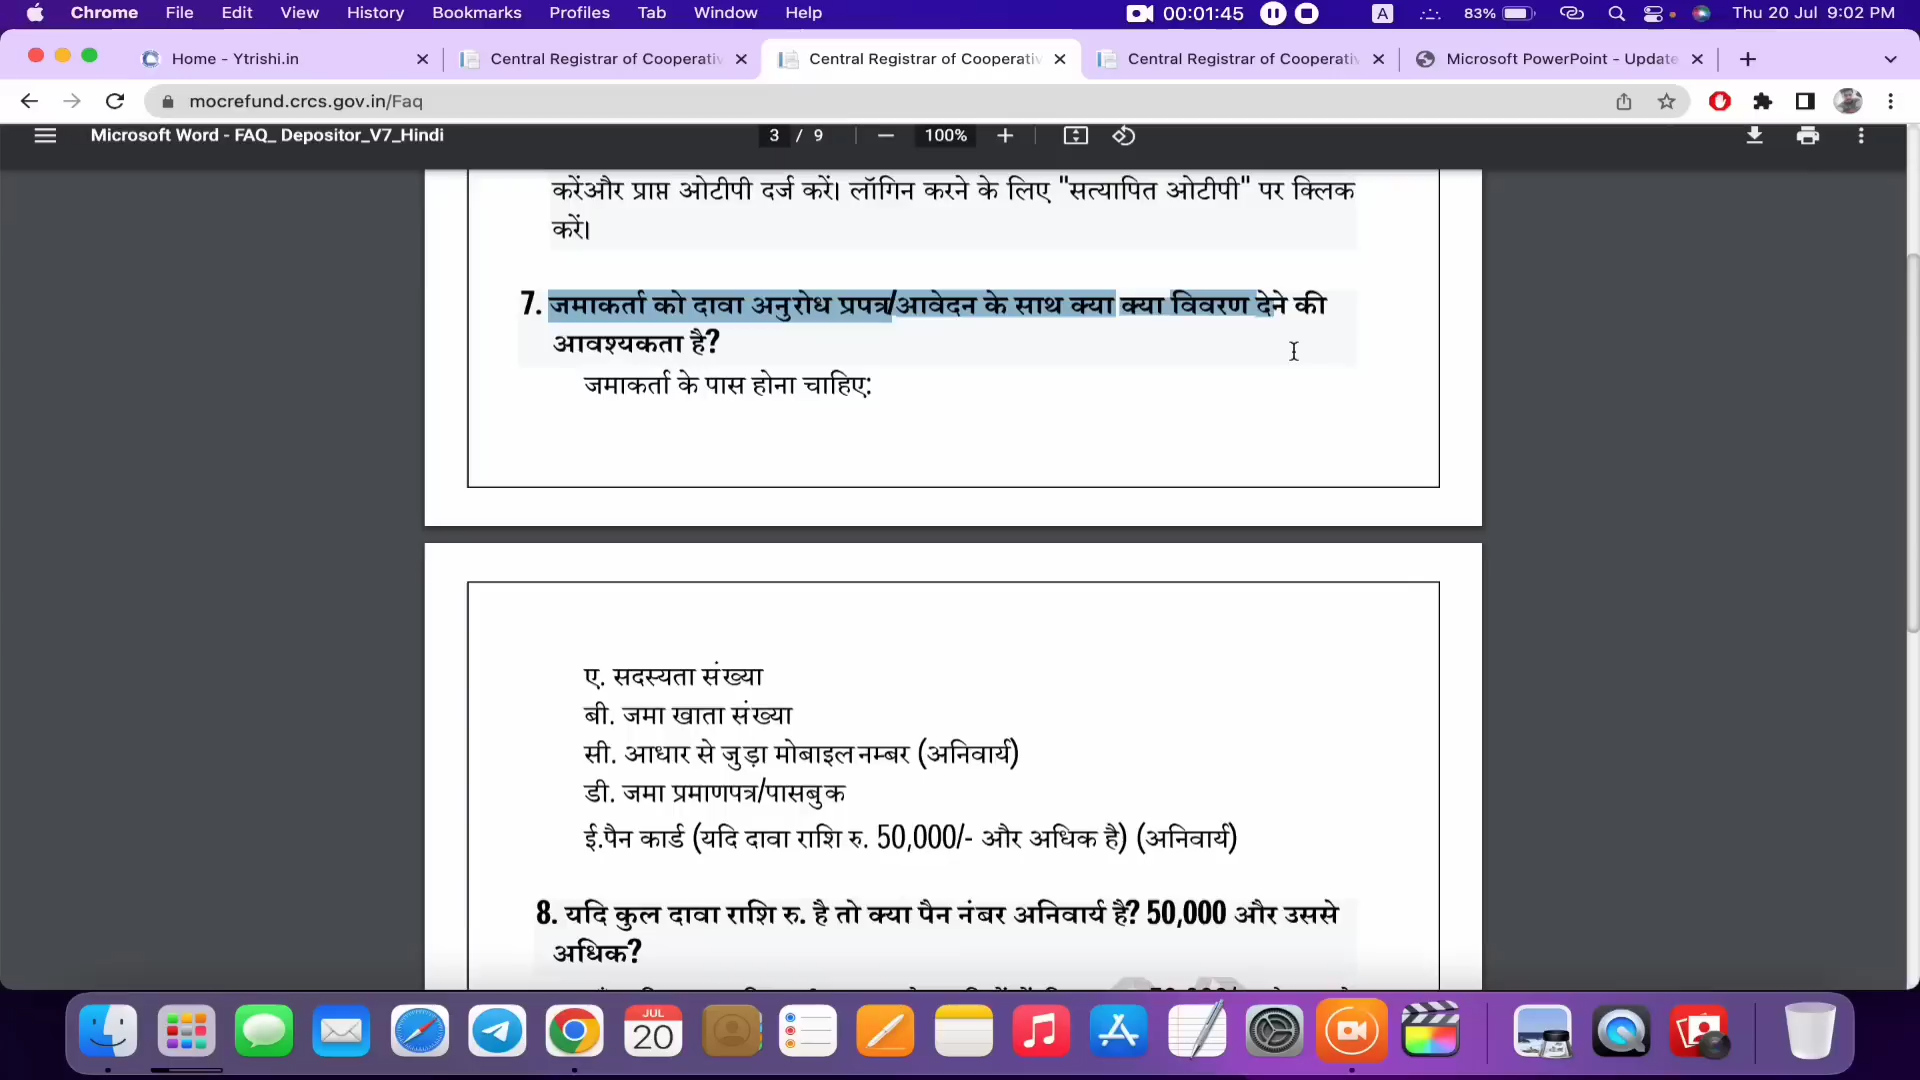 Chrome File Edit View History Bookmarks Profiles Tab Window Help 00:01:45 A 83% Thu 20 Jul 9:02 PM
Home - Ytrishi.in Central Registrar of Cooperativ Central Registrar of Cooperativ Central Registrar of Cooperativ Microsoft PowerPoint - Update
mocrefund.crcs.gov.in/Faq
Microsoft Word - FAQ_ Depositor_V7_Hindi 3 / 9 100%
करेंऔर प्राप्त ओटीपी दर्ज करें। लॉगिन करने के लिए "सत्यापित ओटीपी" पर क्लिक
करें।
7. जमाकर्ता को दावा अनुरोध प्रपत्र/आवेदन के साथ क्या क्या विवरण देने की
आवश्यकता है?
जमाकर्ता के पास होना चाहिए:
ए. सदस्यता संख्या
बी. जमा खाता संख्या
सी. आधार से जुड़ा मोबाइल नम्बर (अनिवार्य)
डी. जमा प्रमाणपत्र/पासबुक
ई.पैन कार्ड (यदि दावा राशि रु. 50,000/- और अधिक है) (अनिवार्य)
8. यदि कुल दावा राशि रु. है तो क्या पैन नंबर अनिवार्य है? 50,000 और उससे
अधिक?
JUL
20